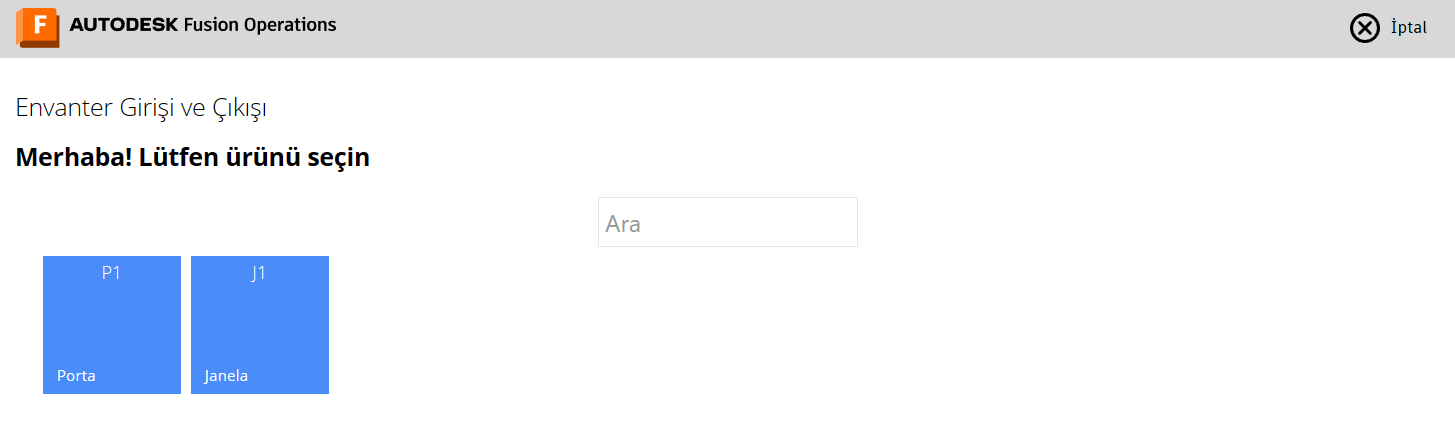 F AUTODESK Fusion Operations
İptal
Envanter Girişi ve Çıkışı
Merhaba! Lütfen ürünü seçin
Ara
P1
Porta
J1
Janela